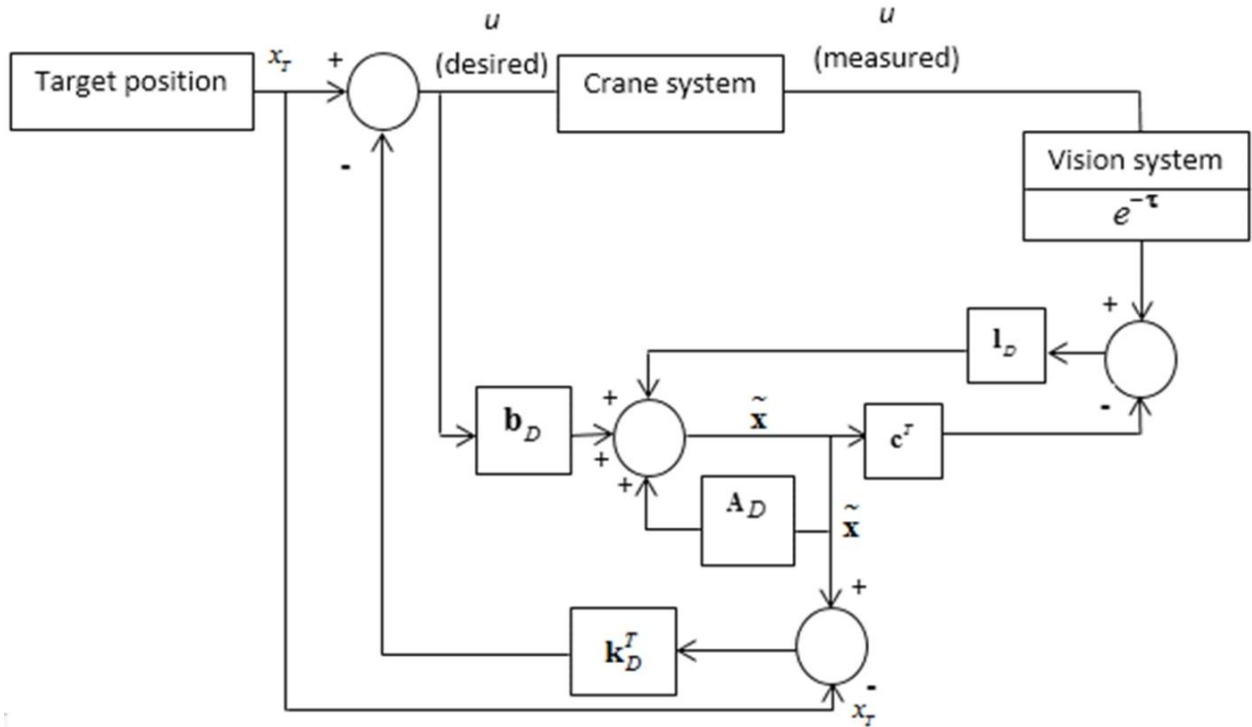 u
u
(desired)
(measured)
Target position
x_T
+
Crane system
-
Vision system
e^{-τ}
+
l_D
-
+
b_D
+
x̃
c^T
+
A_D
x̃
+
k_D^T
-
x_T